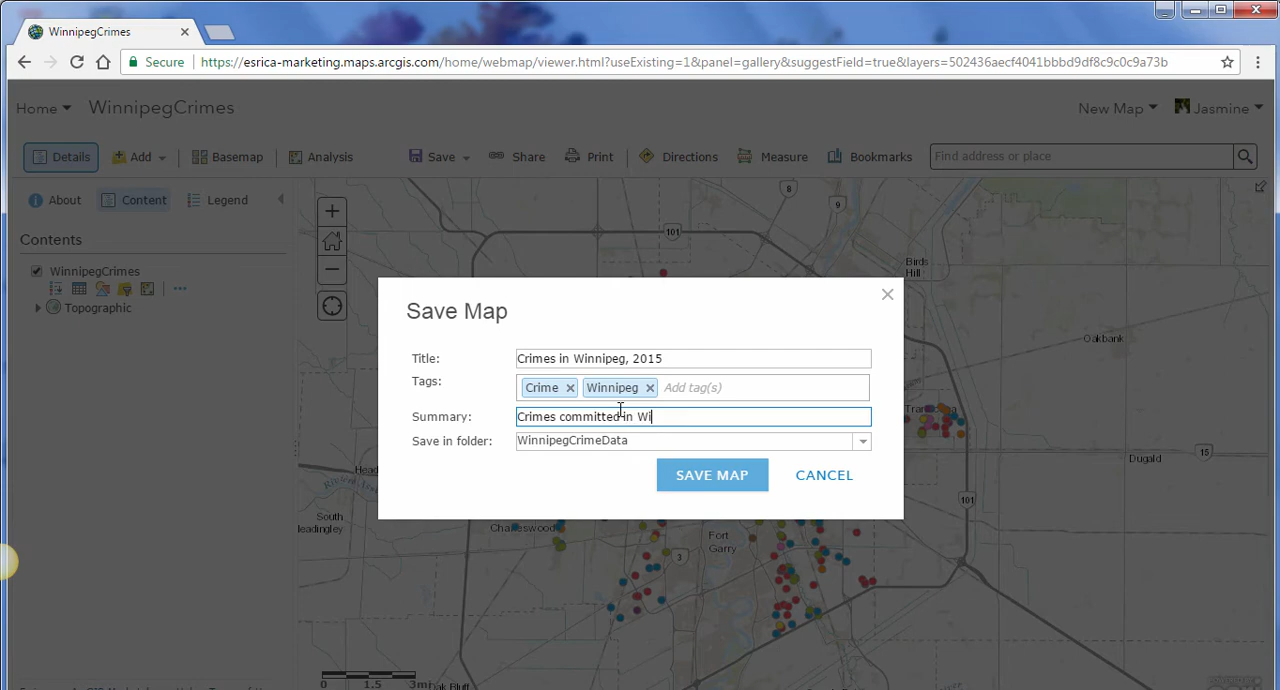 WinnipegCrimes
Secure https://esrica-marketing.maps.arcgis.com/home/webmap/viewer.html?useExisting=1&panel=gallery&suggestField=true&layers=502436aecf4041bbbd9df8c9c0c9a73b
Home WinnipegCrimes New Map Jasmine
Details Add Basemap Analysis Save Share Print Directions Measure Bookmarks Find address or place
About Content Legend
Contents
WinnipegCrimes
Topographic
8
9
101
Birds
Hill
Oakbank
Dugald
15
101
South
Headingley
Charleswood
Fort
Garry
3
Save Map
Title: Crimes in Winnipeg, 2015
Tags: Crime Winnipeg Add tag(s)
Summary: Crimes committed in Wi
Save in folder: WinnipegCrimeData
SAVE MAP CANCEL
0 1.5 3mi